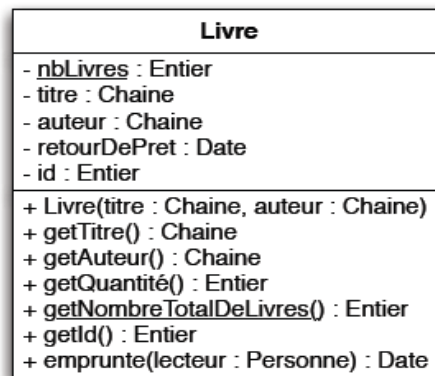 Livre
- nbLivres : Entier
- titre : Chaine
- auteur : Chaine
- retourDePret : Date
- id : Entier
+ Livre(titre : Chaine, auteur : Chaine)
+ getTitre() : Chaine
+ getAuteur() : Chaine
+ getQuantité() : Entier
+ getNombreTotalDeLivres() : Entier
+ getId() : Entier
+ emprunte(lecteur : Personne) : Date